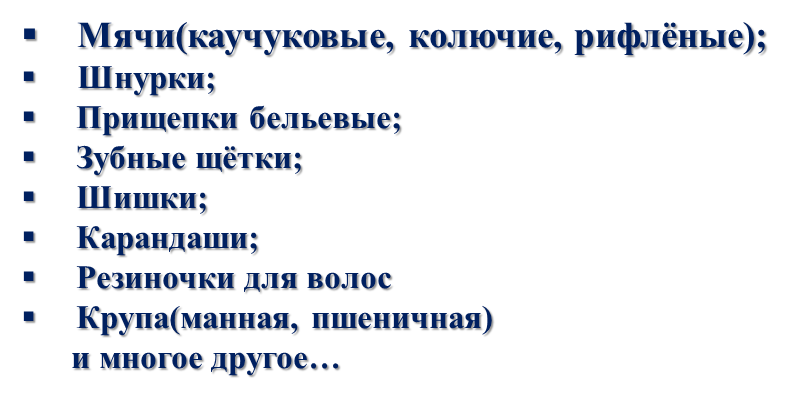 ▪ Мячи(каучуковые, колючие, рифлёные);
▪ Шнурки;
▪ Прищепки бельевые;
▪ Зубные щётки;
▪ Шишки;
▪ Карандаши;
▪ Резиночки для волос
▪ Крупа(манная, пшеничная)
и многое другое…